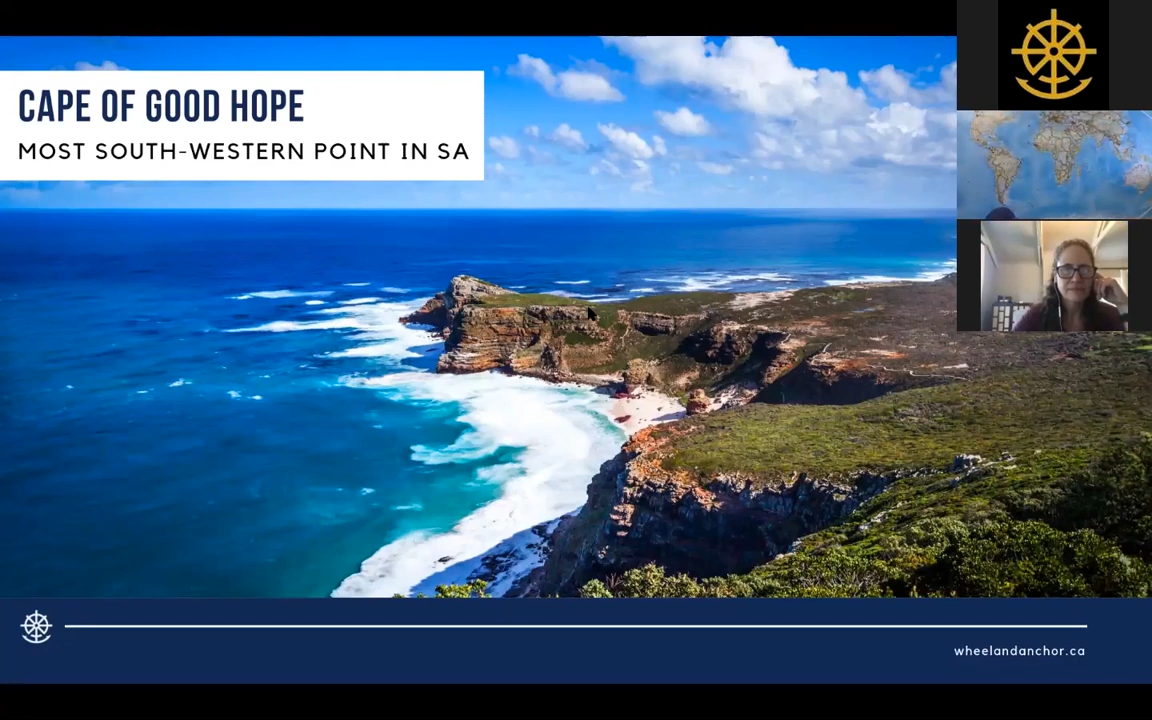 CAPE OF GOOD HOPE
MOST SOUTH-WESTERN POINT IN SA
wheelandanchor.ca